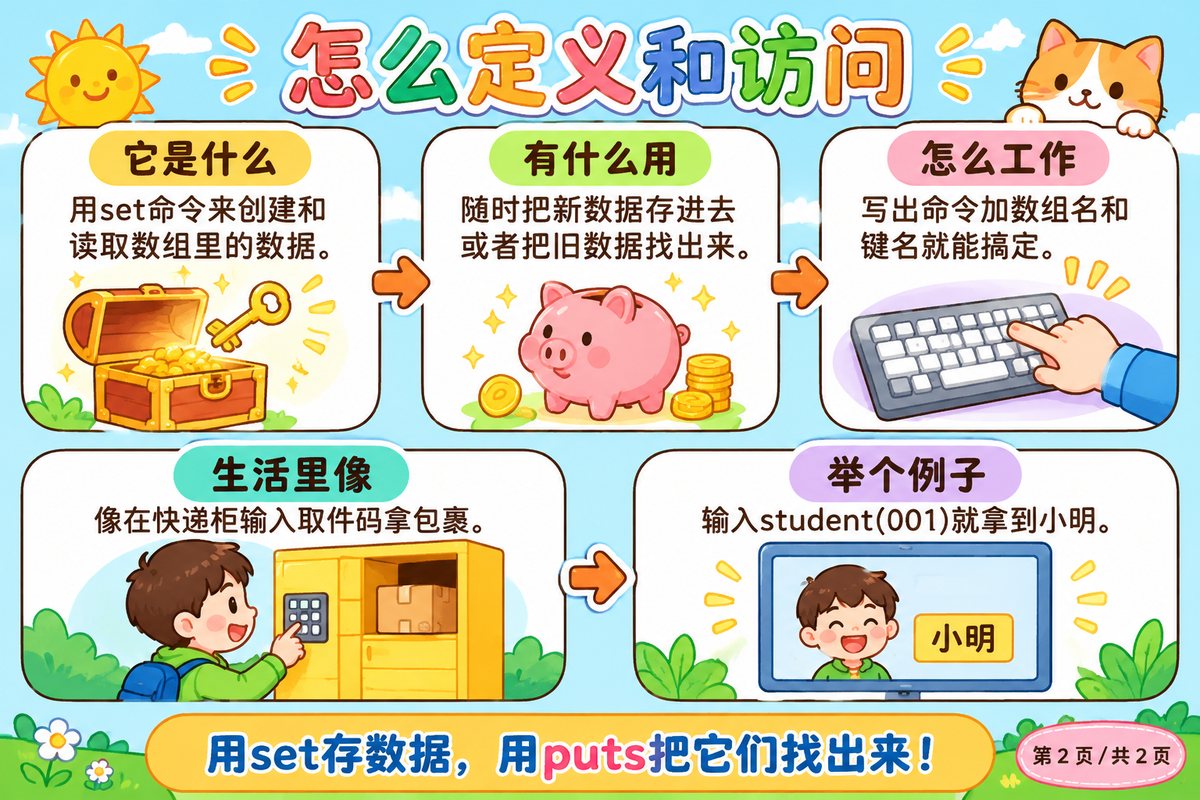 怎么定义和访问
它是什么
用set命令来创建和
读取数组里的数据。
有什么用
随时把新数据存进去
或者把旧数据找出来。
怎么工作
写出命令加数组名和
键名就能搞定。
生活里像
像在快递柜输入取件码拿包裹。
举个例子
输入student(001)就拿到小明。
小明
用set存数据，用puts把它们找出来！
第2页/共2页